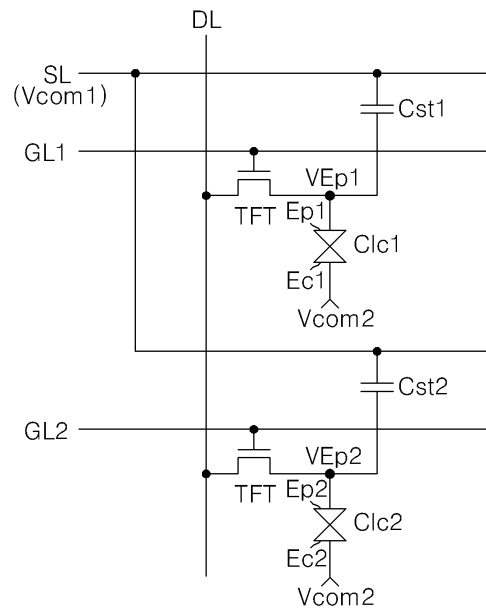 DL
SL
(Vcom1)
Cst1
GL1
VEp1
TFT
Ep1
Clc1
Ec1
Vcom2
Cst2
GL2
VEp2
TFT
Ep2
Clc2
Ec2
Vcom2